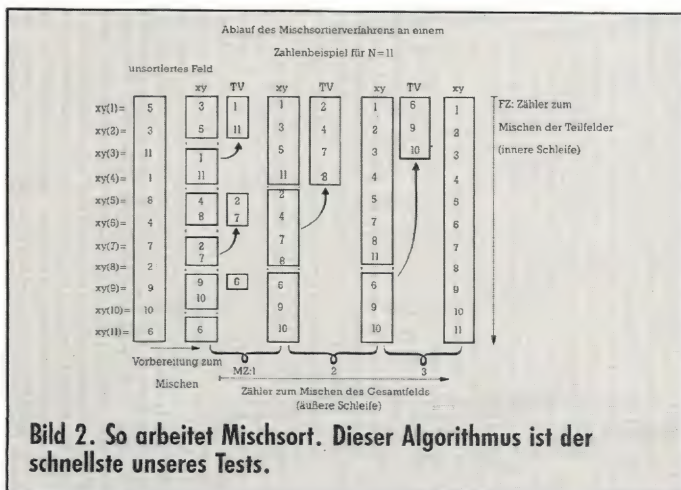 Ablauf des Mischsortierverfahrens an einem
Zahlenbeispiel für N=11
unsortiertes Feld
xy TV xy TV xy TV xy
xy(1)= 5 3 1 1 2 1 6 1
xy(2)= 3 5 11 3 4 2 9 2
xy(3)= 11 1 5 7 3 10 3
xy(4)= 1 11 11 8 4 4
xy(5)= 8 4 2 2 5 5
xy(6)= 4 8 7 4 7 6
xy(7)= 7 2 7 8 7
xy(8)= 2 7 8 11 8
xy(9)= 9 9 6 6 6 9
xy(10)= 10 10 9 9 10
xy(11)= 6 6 10 10 11
FZ: Zähler zum
Mischen der Teilfelder
(innere Schleife)
Vorbereitung zum
Mischen
MZ:1 2 3
Zähler zum Mischen des Gesamtfelds
(äußere Schleife)
Bild 2. So arbeitet Mischsort. Dieser Algorithmus ist der
schnellste unseres Tests.